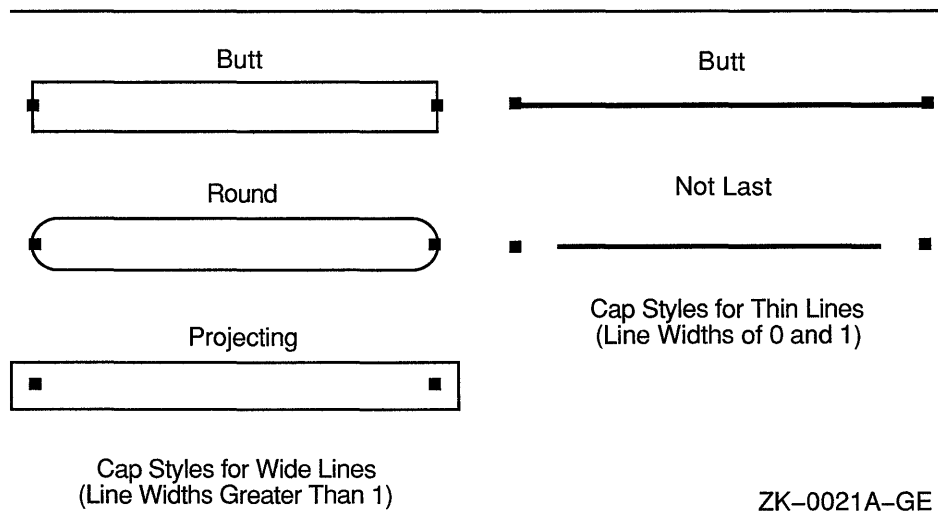 Butt
Round
Projecting
Cap Styles for Wide Lines
(Line Widths Greater Than 1)
Butt
Not Last
Cap Styles for Thin Lines
(Line Widths of 0 and 1)
ZK–0021A–GE